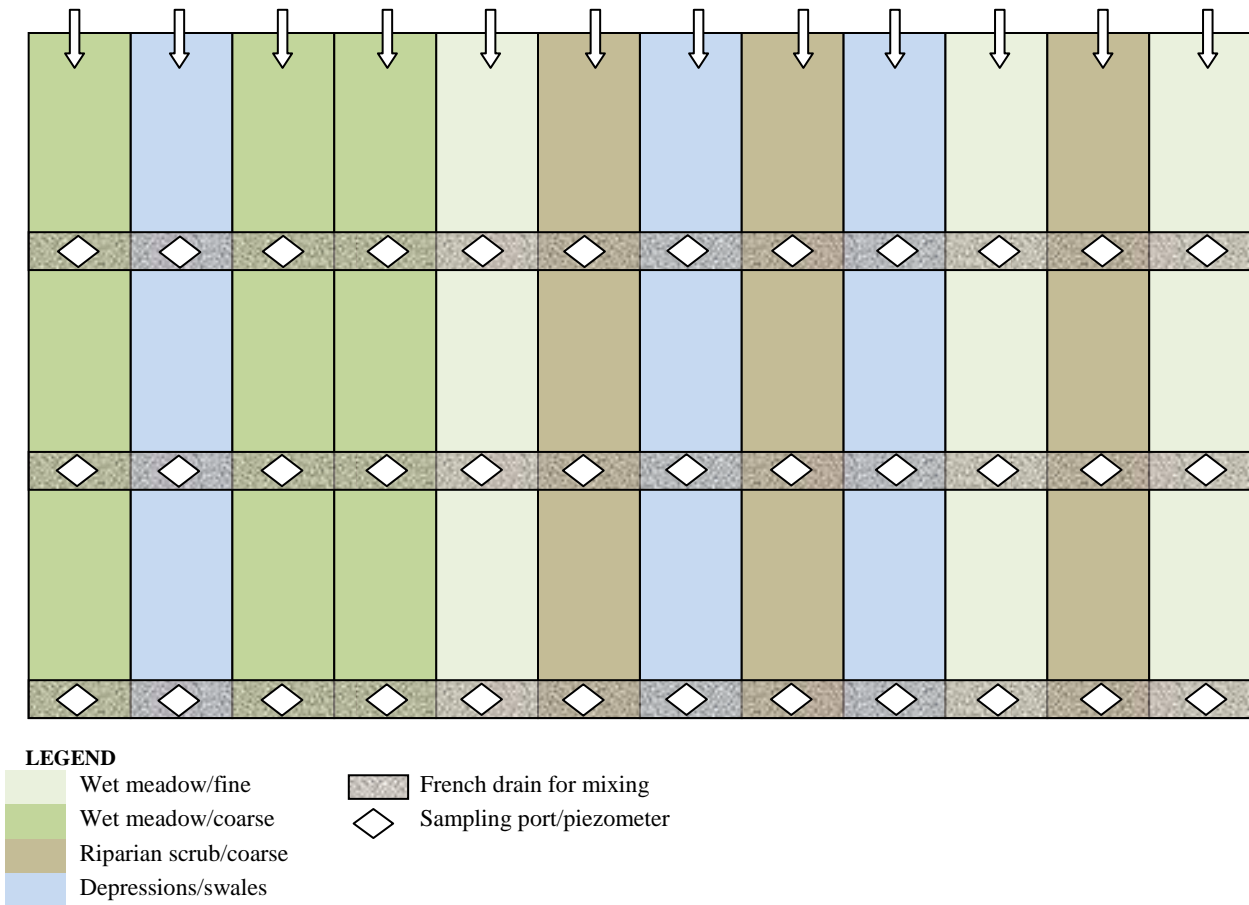 LEGEND
Wet meadow/fine
Wet meadow/coarse
Riparian scrub/coarse
Depressions/swales
French drain for mixing
Sampling port/piezometer